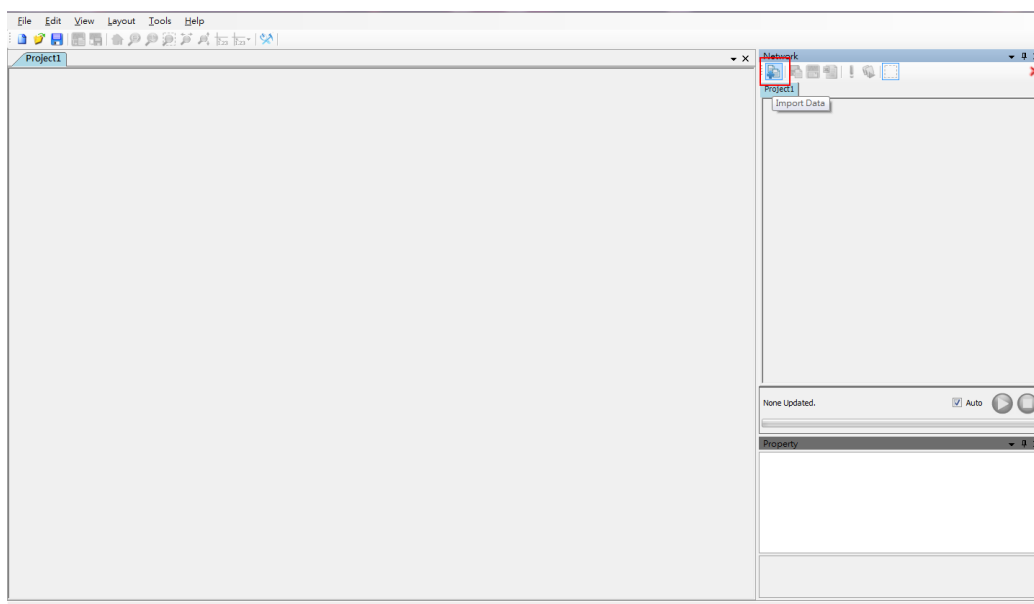 File Edit View Layout Tools Help
Project1
Network
Project1
Import Data
None Updated.
Auto
Property